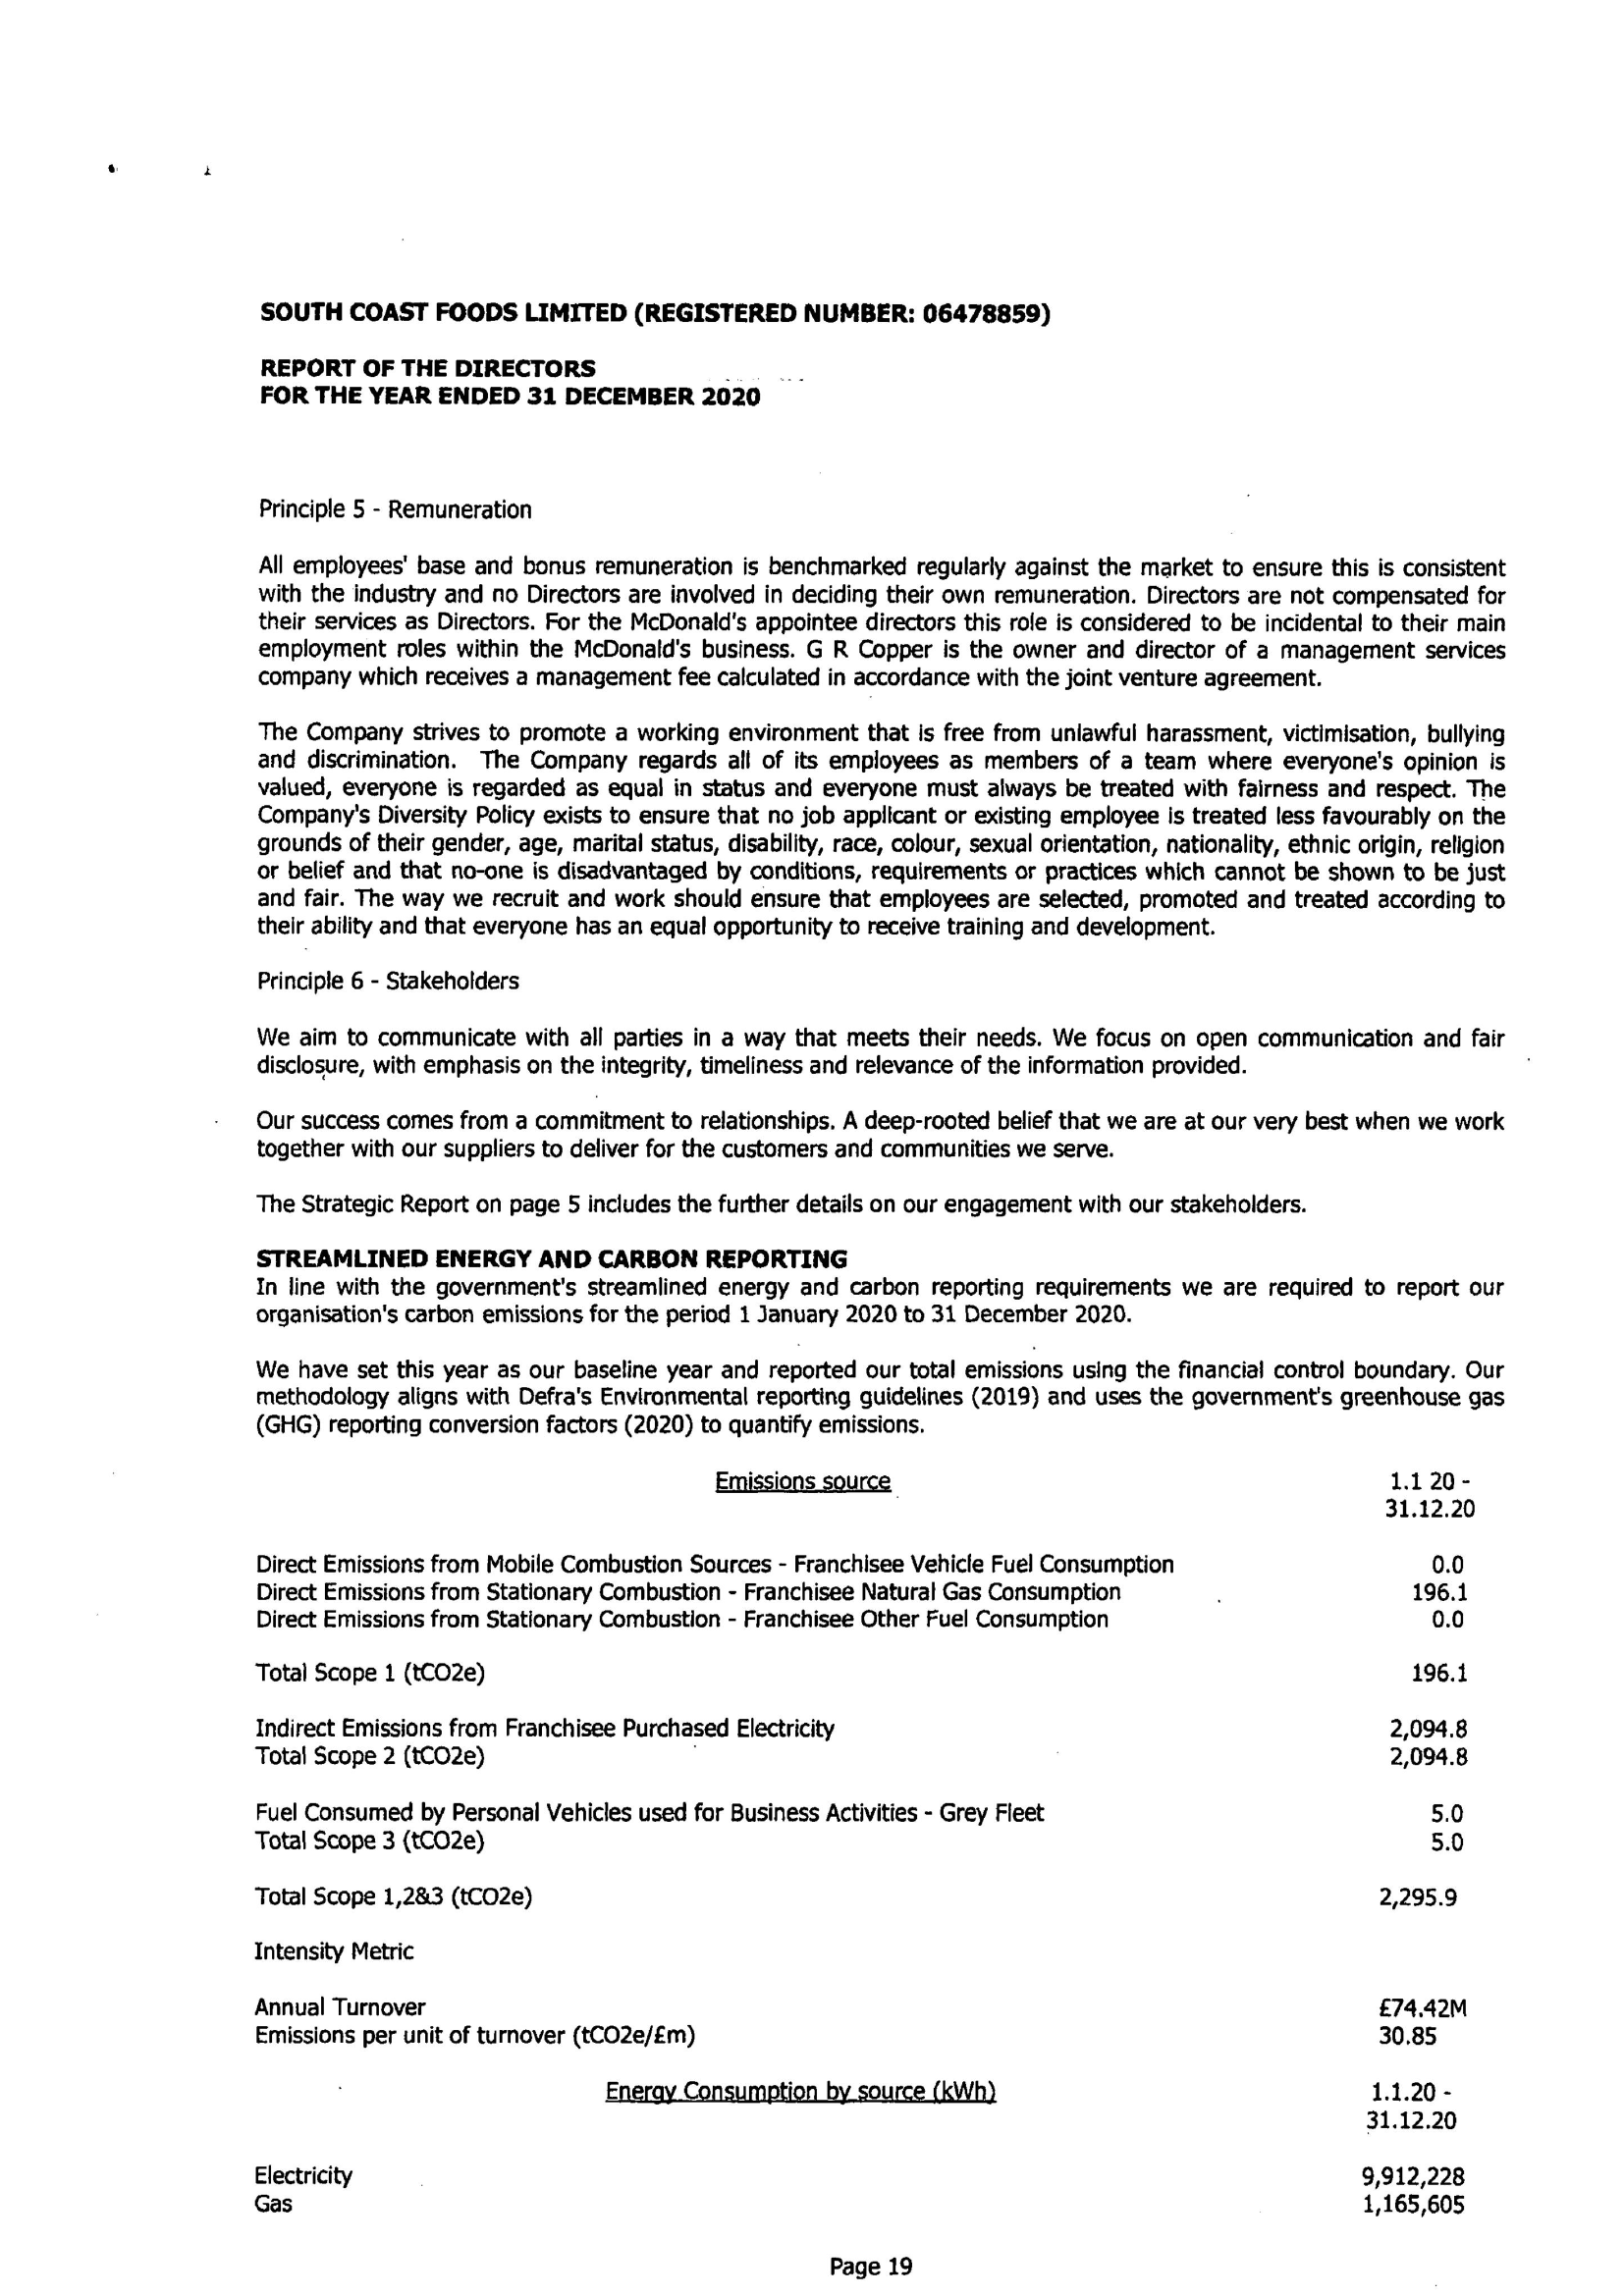 SOUTH COAST FOODS LIMITED (REGISTERED NUMBER: 06478859)
REPORT OF THE DIRECTORS
FOR THE YEAR ENDED 31 DECEMBER 2020
Principle 5 - Remuneration
All employees' base and bonus remuneration is benchmarked regularly against the market to ensure this is consistent
with the industry and no Directors are involved in deciding their own remuneration. Directors are not compensated for
their services as Directors. For the McDonald's appointee directors this role is considered to be incidental to their main
employment roles within the McDonald's business. G R Copper is the owner and director of a management services
company which receives a management fee calculated in accordance with the joint venture agreement.
The Company strives to promote a working environment that is free from unlawful harassment, victimisation, bullying
and discrimination. The Company regards all of its employees as members of a team where everyone's opinion is
valued, everyone is regarded as equal in status and everyone must always be treated with fairness and respect. The
Company's Diversity Policy exists to ensure that no job applicant or existing employee is treated less favourably on the
grounds of their gender, age, marital status, disability, race, colour, sexual orientation, nationality, ethnic origin, religion
or belief and that no-one is disadvantaged by conditions, requirements or practices which cannot be shown to be just
and fair. The way we recruit and work should ensure that employees are selected, promoted and treated according to
their ability and that everyone has an equal opportunity to receive training and development.
Principle 6 - Stakeholders
We aim to communicate with all parties in a way that meets their needs. We focus on open communication and fair
disclosure, with emphasis on the integrity, timeliness and relevance of the information provided.
Our success comes from a commitment to relationships. A deep-rooted belief that we are at our very best when we work
together with our suppliers to deliver for the customers and communities we serve.
The Strategic Report on page 5 includes the further details on our engagement with our stakeholders.
STREAMLINED ENERGY AND CARBON REPORTING
In line with the government's streamlined energy and carbon reporting requirements we are required to report our
organisation's carbon emissions for the period 1 January 2020 to 31 December 2020.
We have set this year as our baseline year and reported our total emissions using the financial control boundary. Our
methodology aligns with Defra's Environmental reporting guidelines (2019) and uses the government's greenhouse gas
(GHG) reporting conversion factors (2020) to quantify emissions.
Emissions source 1.1 20 -
31.12.20
Direct Emissions from Mobile Combustion Sources - Franchisee Vehicle Fuel Consumption 0.0
Direct Emissions from Stationary Combustion - Franchisee Natural Gas Consumption 196.1
Direct Emissions from Stationary Combustion - Franchisee Other Fuel Consumption 0.0
Total Scope 1 (tCO2e) 196.1
Indirect Emissions from Franchisee Purchased Electricity 2,094.8
Total Scope 2 (tCO2e) 2,094.8
Fuel Consumed by Personal Vehicles used for Business Activities - Grey Fleet 5.0
Total Scope 3 (tCO2e) 5.0
Total Scope 1,2&3 (tCO2e) 2,295.9
Intensity Metric
Annual Turnover £74.42M
Emissions per unit of turnover (tCO2e/£m) 30.85
Energy Consumption by source (kWh) 1.1.20 -
31.12.20
Electricity 9,912,228
Gas 1,165,605
Page 19